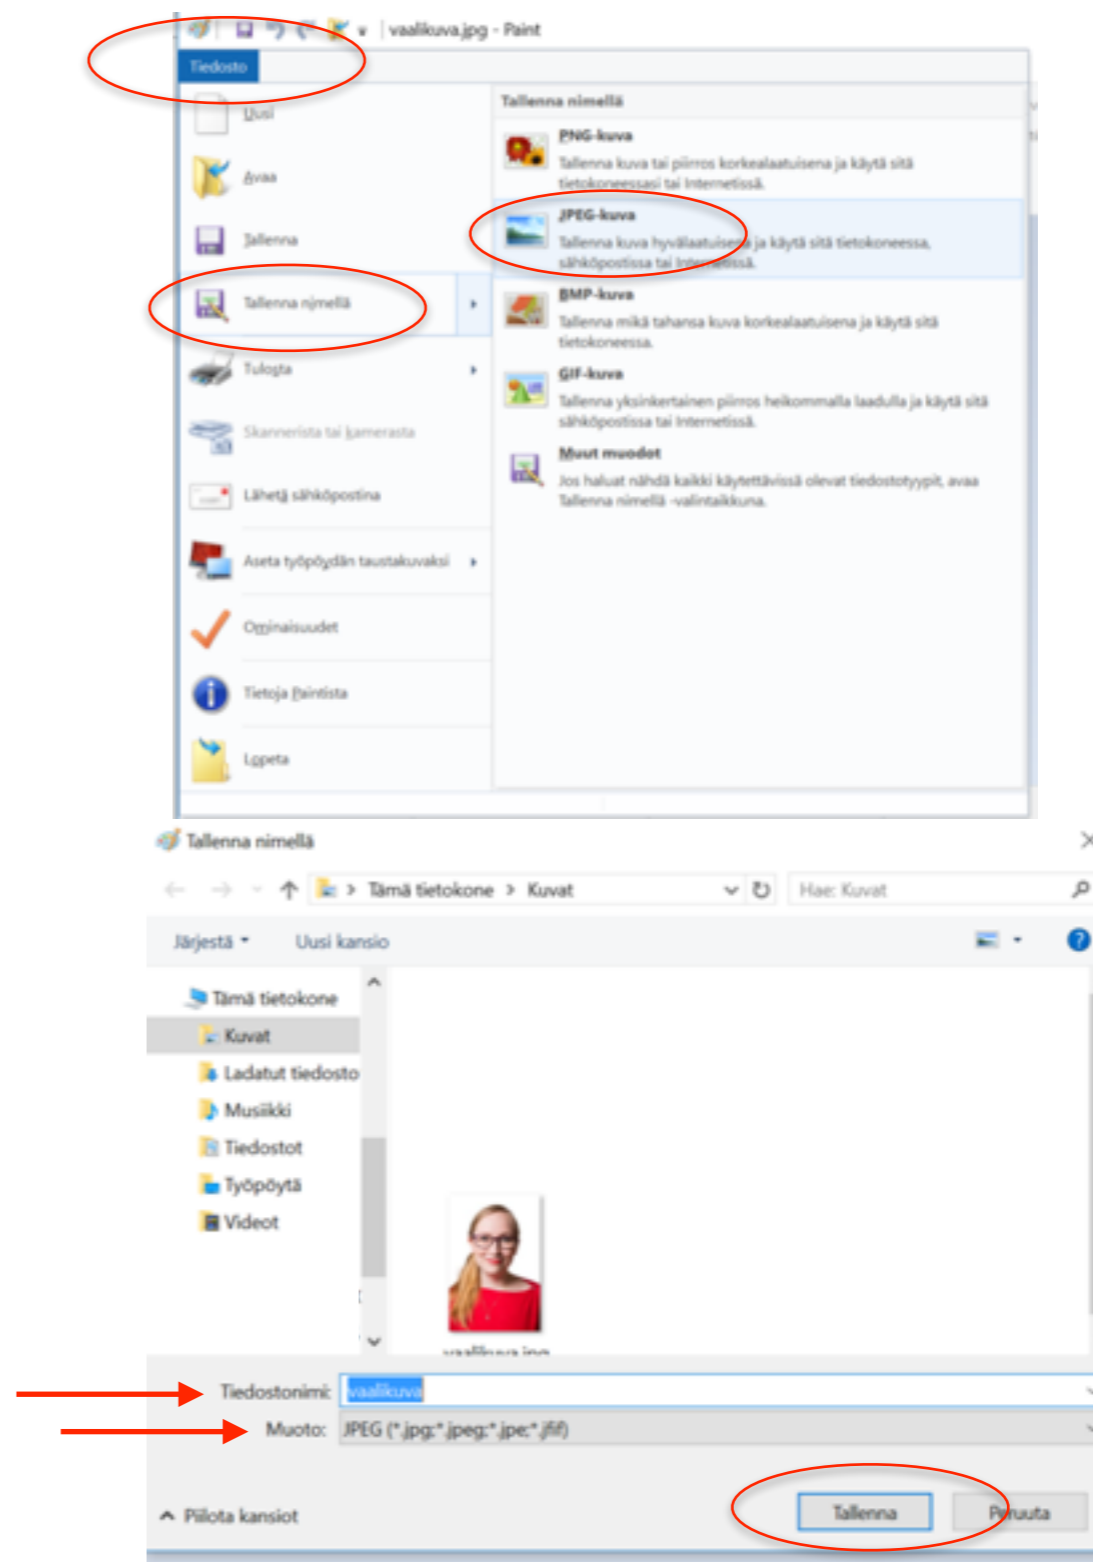 vaalikuva.jpg - Paint
Tiedosto
Uusi
Avaa
Tallenna
Tallenna nimellä
Tulosta
Skannerista tai kamerasta
Lähetä sähköpostina
Aseta työpöydän taustakuvaksi
Ominaisuudet
Tietoja Paintista
Lopeta
Tallenna nimellä
PNG-kuva
Tallenna kuva tai piirros korkealaatuisena ja käytä sitä
tietokoneessasi tai Internetissä.
JPEG-kuva
Tallenna kuva hyvälaatuisena ja käytä sitä tietokoneessa,
sähköpostissa tai Internetissä.
BMP-kuva
Tallenna mikä tahansa kuva korkealaatuisena ja käytä sitä
tietokoneessa.
GIF-kuva
Tallenna yksinkertainen piirros heikommalla laadulla ja käytä sitä
sähköpostissa tai Internetissä.
Muut muodot
Jos haluat nähdä kaikki käytettävissä olevat tiedostotyypit, avaa
Tallenna nimellä -valintaikkuna.
Tallenna nimellä
Tämä tietokone > Kuvat
Hae: Kuvat
Järjestä
Uusi kansio
Tämä tietokone
Kuvat
Ladatut tiedosto
Musiikki
Tiedostot
Työpöytä
Videot
vaalikuva.jpg
Tiedostonimi: vaalikuva
Muoto: JPEG (*.jpg;*.jpeg;*.jpe;*.jfif)
Piilota kansiot
Tallenna
Peruuta